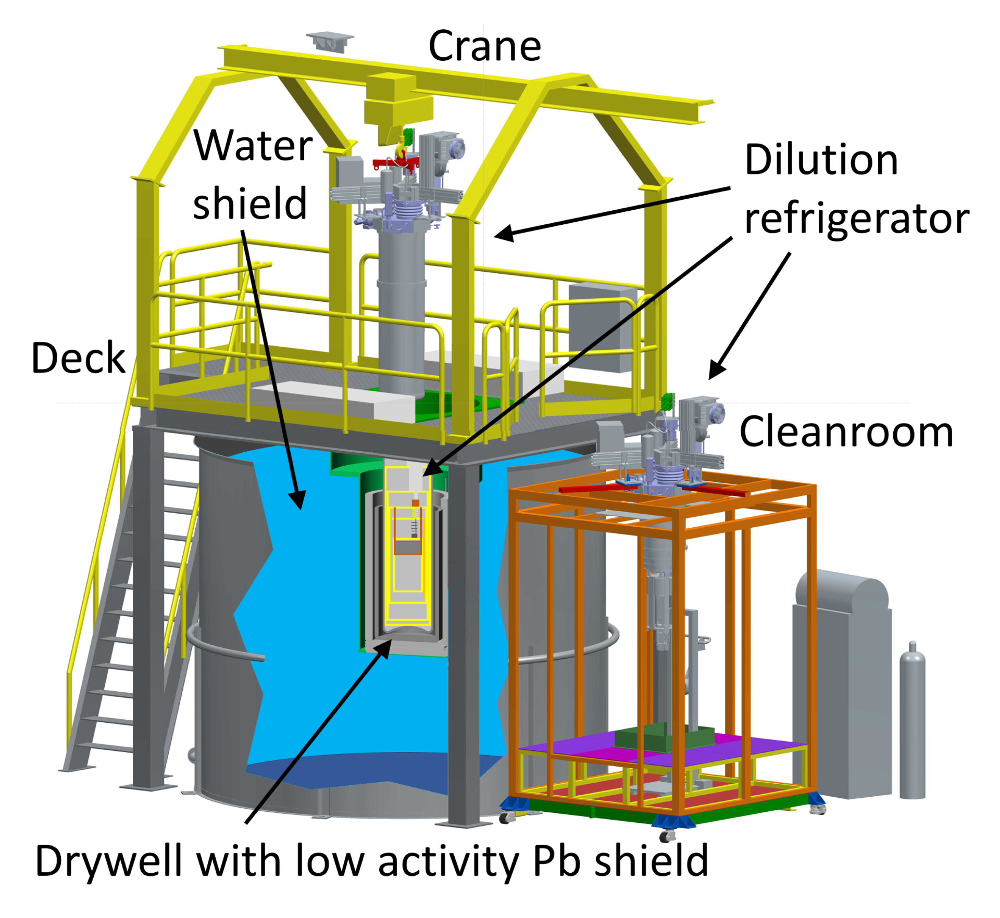 Crane
Water
shield
Dilution
refrigerator
Deck
Cleanroom
Drywell with low activity Pb shield